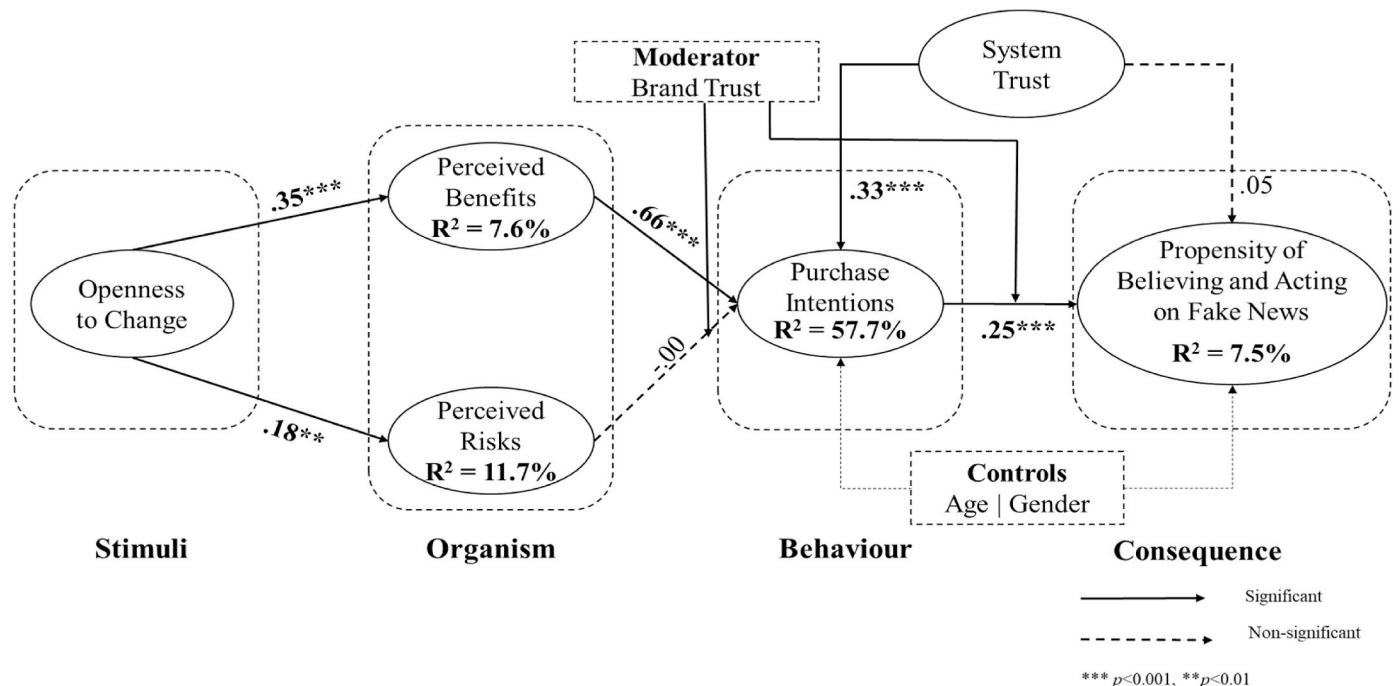 Moderator
Brand Trust
System
Trust
Perceived
Benefits
R² = 7.6%
.35***
.66***
.33***
.05
Openness
to Change
Purchase
Intentions
R² = 57.7%
.25***
Propensity of
Believing and Acting
on Fake News
R² = 7.5%
-.00
.18**
Perceived
Risks
R² = 11.7%
Controls
Age | Gender
Stimuli
Organism
Behaviour
Consequence
Significant
Non-significant
*** p<0.001, **p<0.01